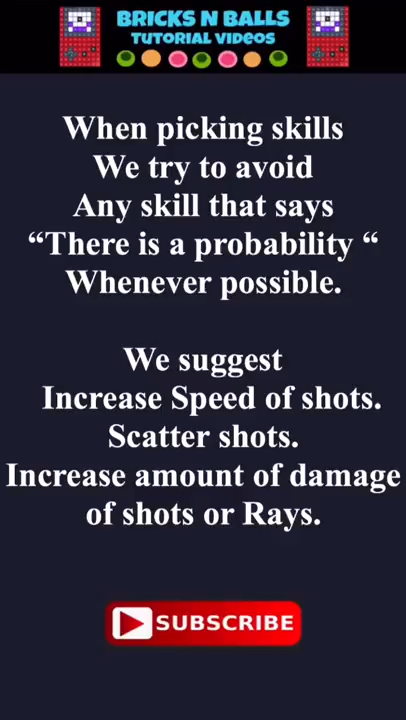 BRICKS N BALLS
TUTORIAL VIDEOS
When picking skills
We try to avoid
Any skill that says
“There is a probability “
Whenever possible.
We suggest
Increase Speed of shots.
Scatter shots.
Increase amount of damage
of shots or Rays.
SUBSCRIBE